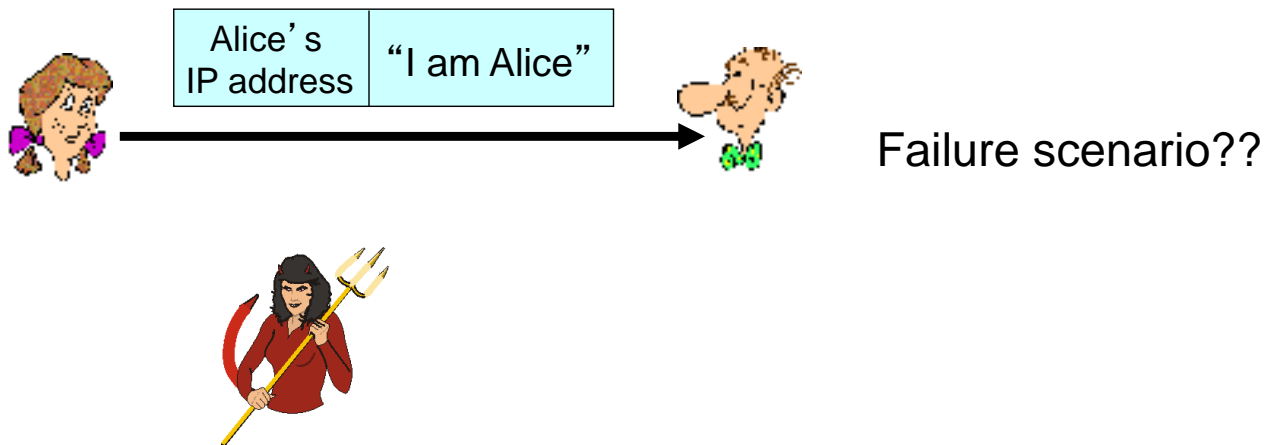 Alice’s
IP address
“I am Alice”
Failure scenario??